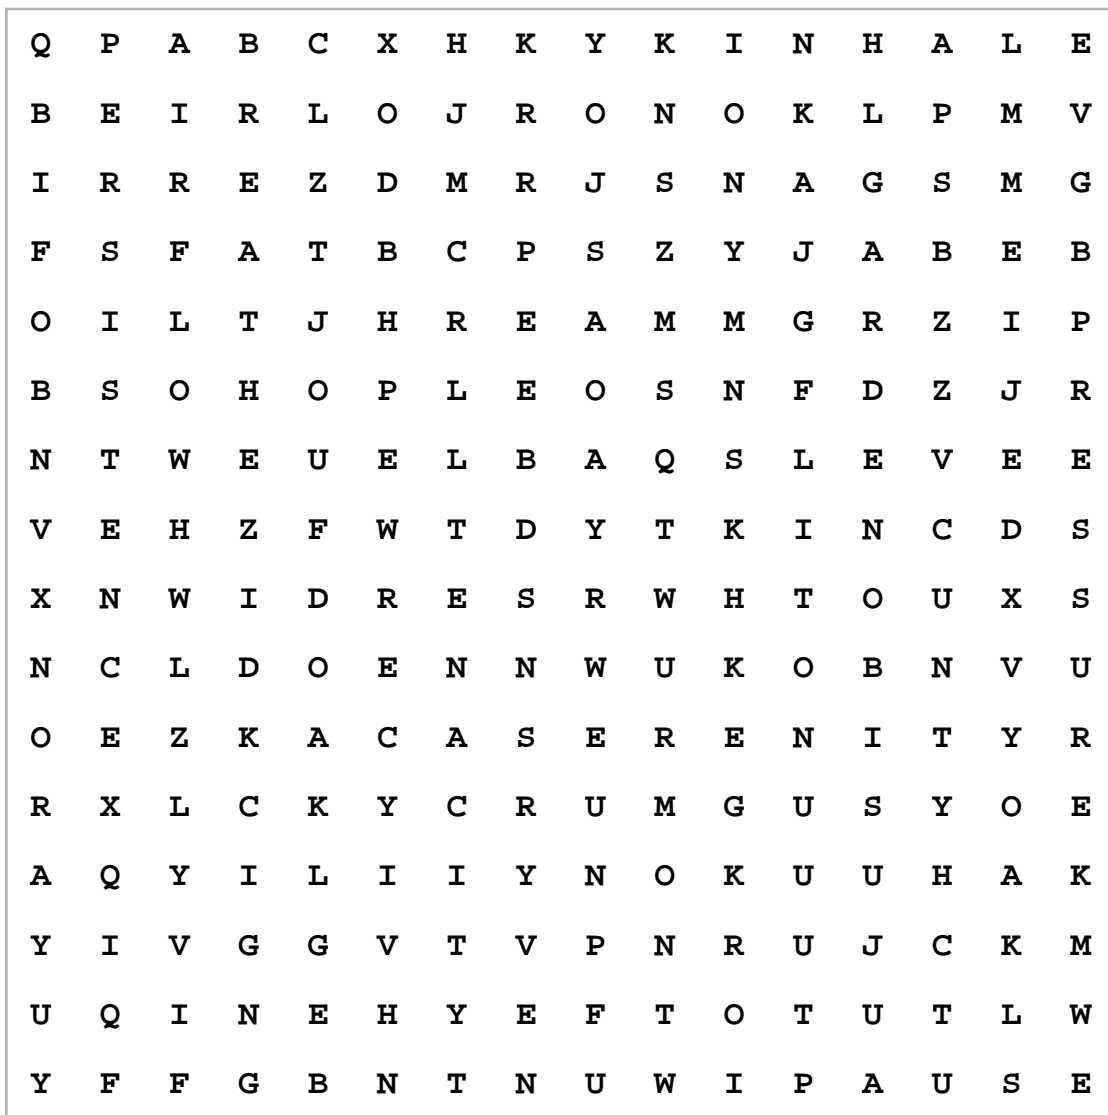 Q P A B C X H K Y K I N H A L E
B E I R L O J R O N O K L P M V
I R R E Z D M R J S N A G S M G
F S F A T B C P S Z Y J A B E B
O I L T J H R E A M M G R Z I P
B S O H O P L E O S N F D Z J R
N T W E U E L B A Q S L E V E E
V E H Z F W T D Y T K I N C D S
X N W I D R E S R W H T O U X S
N C L D O E N N W U K O B N V U
O E Z K A C A S E R E N I T Y R
R X L C K Y C R U M G U S Y O E
A Q Y I L I I Y N O K U U H A K
Y I V G G V T V P N R U J C K M
U Q I N E H Y E F T O T U T L W
Y F F G B N T N U W I P A U S E